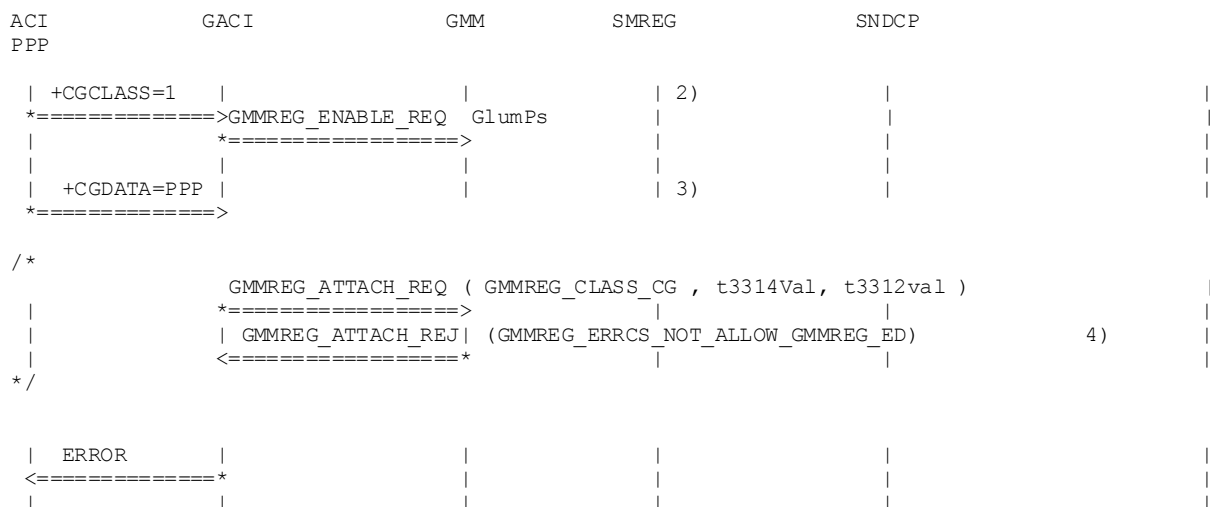 ACI GACI GMM SMREG SNDCP
PPP
| +CGCLASS=1 | | | 2) | |
*==============>GMMREG_ENABLE_REQ GlumPs | | |
| *==================> | | |
| | | | | |
| +CGDATA=PPP | | | 3) | |
*==============>
/*
GMMREG_ATTACH_REQ ( GMMREG_CLASS_CG , t3314Val, t3312val ) |
| *==================> | | |
| | GMMREG_ATTACH_REJ| (GMMREG_ERRCS_NOT_ALLOW_GMMREG_ED) 4) |
| <==================* | | |
*/
| ERROR | | | | |
<==============* | | | |
| | | | | |